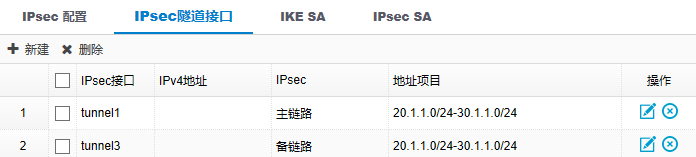 IPsec 配置 IPsec隧道接口 IKE SA IPsec SA
新建 删除
IPsec接口 IPv4地址 IPsec 地址项目 操作
1 tunnel1 主链路 20.1.1.0/24-30.1.1.0/24
2 tunnel3 备链路 20.1.1.0/24-30.1.1.0/24